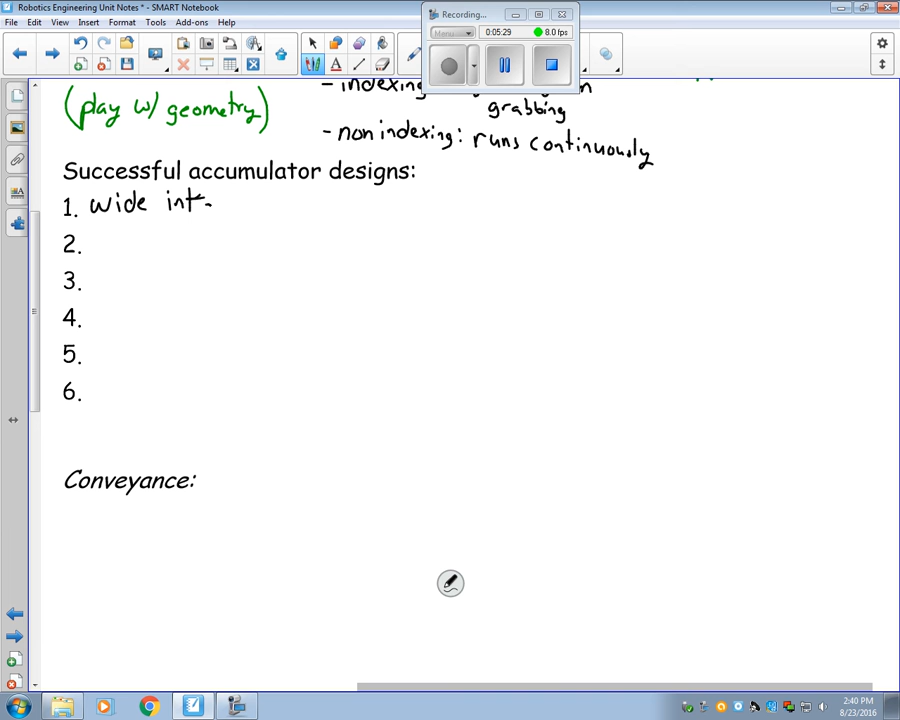 Robotics Engineering Unit Notes * - SMART Notebook
File Edit View Insert Format Tools Add-ons Help
Recording...
Menu 0:05:29 8.0 fps
- indexing
(play w/ geometry)
grabbing
- non indexing: runs continuously
Successful accumulator designs:
1. wide int
2.
3.
4.
5.
6.
Conveyance:
2:40 PM
8/23/2016